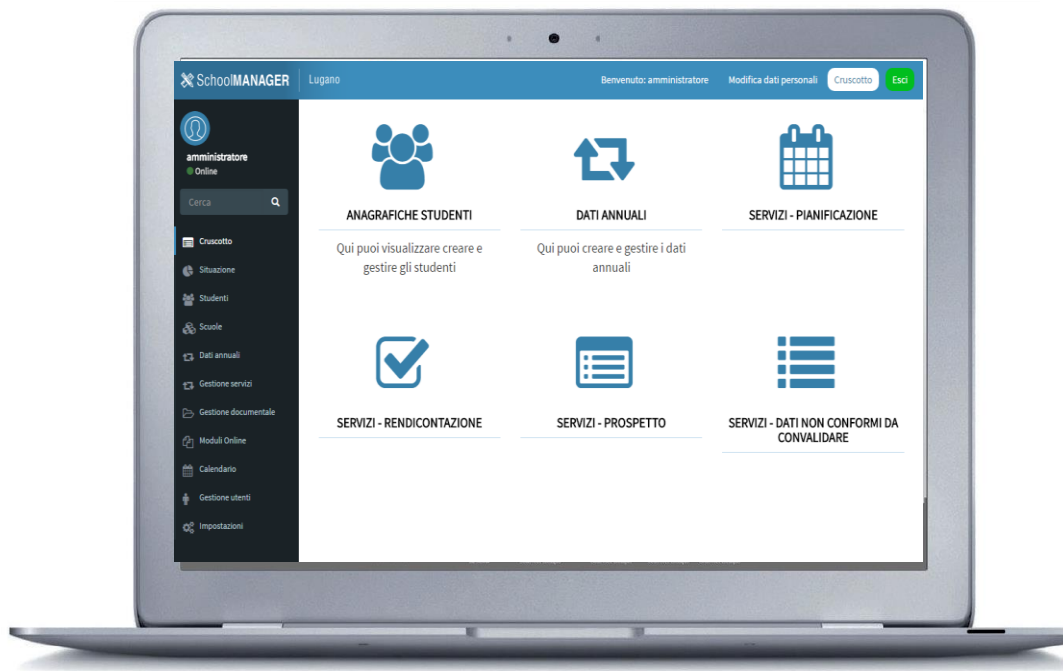 SchoolMANAGER
Lugano
Benvenuto: amministratore
Modifica dati personali
Cruscotto
Esci
amministratore
Online
Cerca
Cruscotto
Situazione
Studenti
Scuole
Dati annuali
Gestione servizi
Gestione documentale
Moduli Online
Calendario
Gestione utenti
Impostazioni
ANAGRAFICHE STUDENTI
Qui puoi visualizzare creare e
gestire gli studenti
DATI ANNUALI
Qui puoi creare e gestire i dati
annuali
SERVIZI - PIANIFICAZIONE
SERVIZI - RENDICONTAZIONE
SERVIZI - PROSPETTO
SERVIZI - DATI NON CONFORMI DA
CONVALIDARE